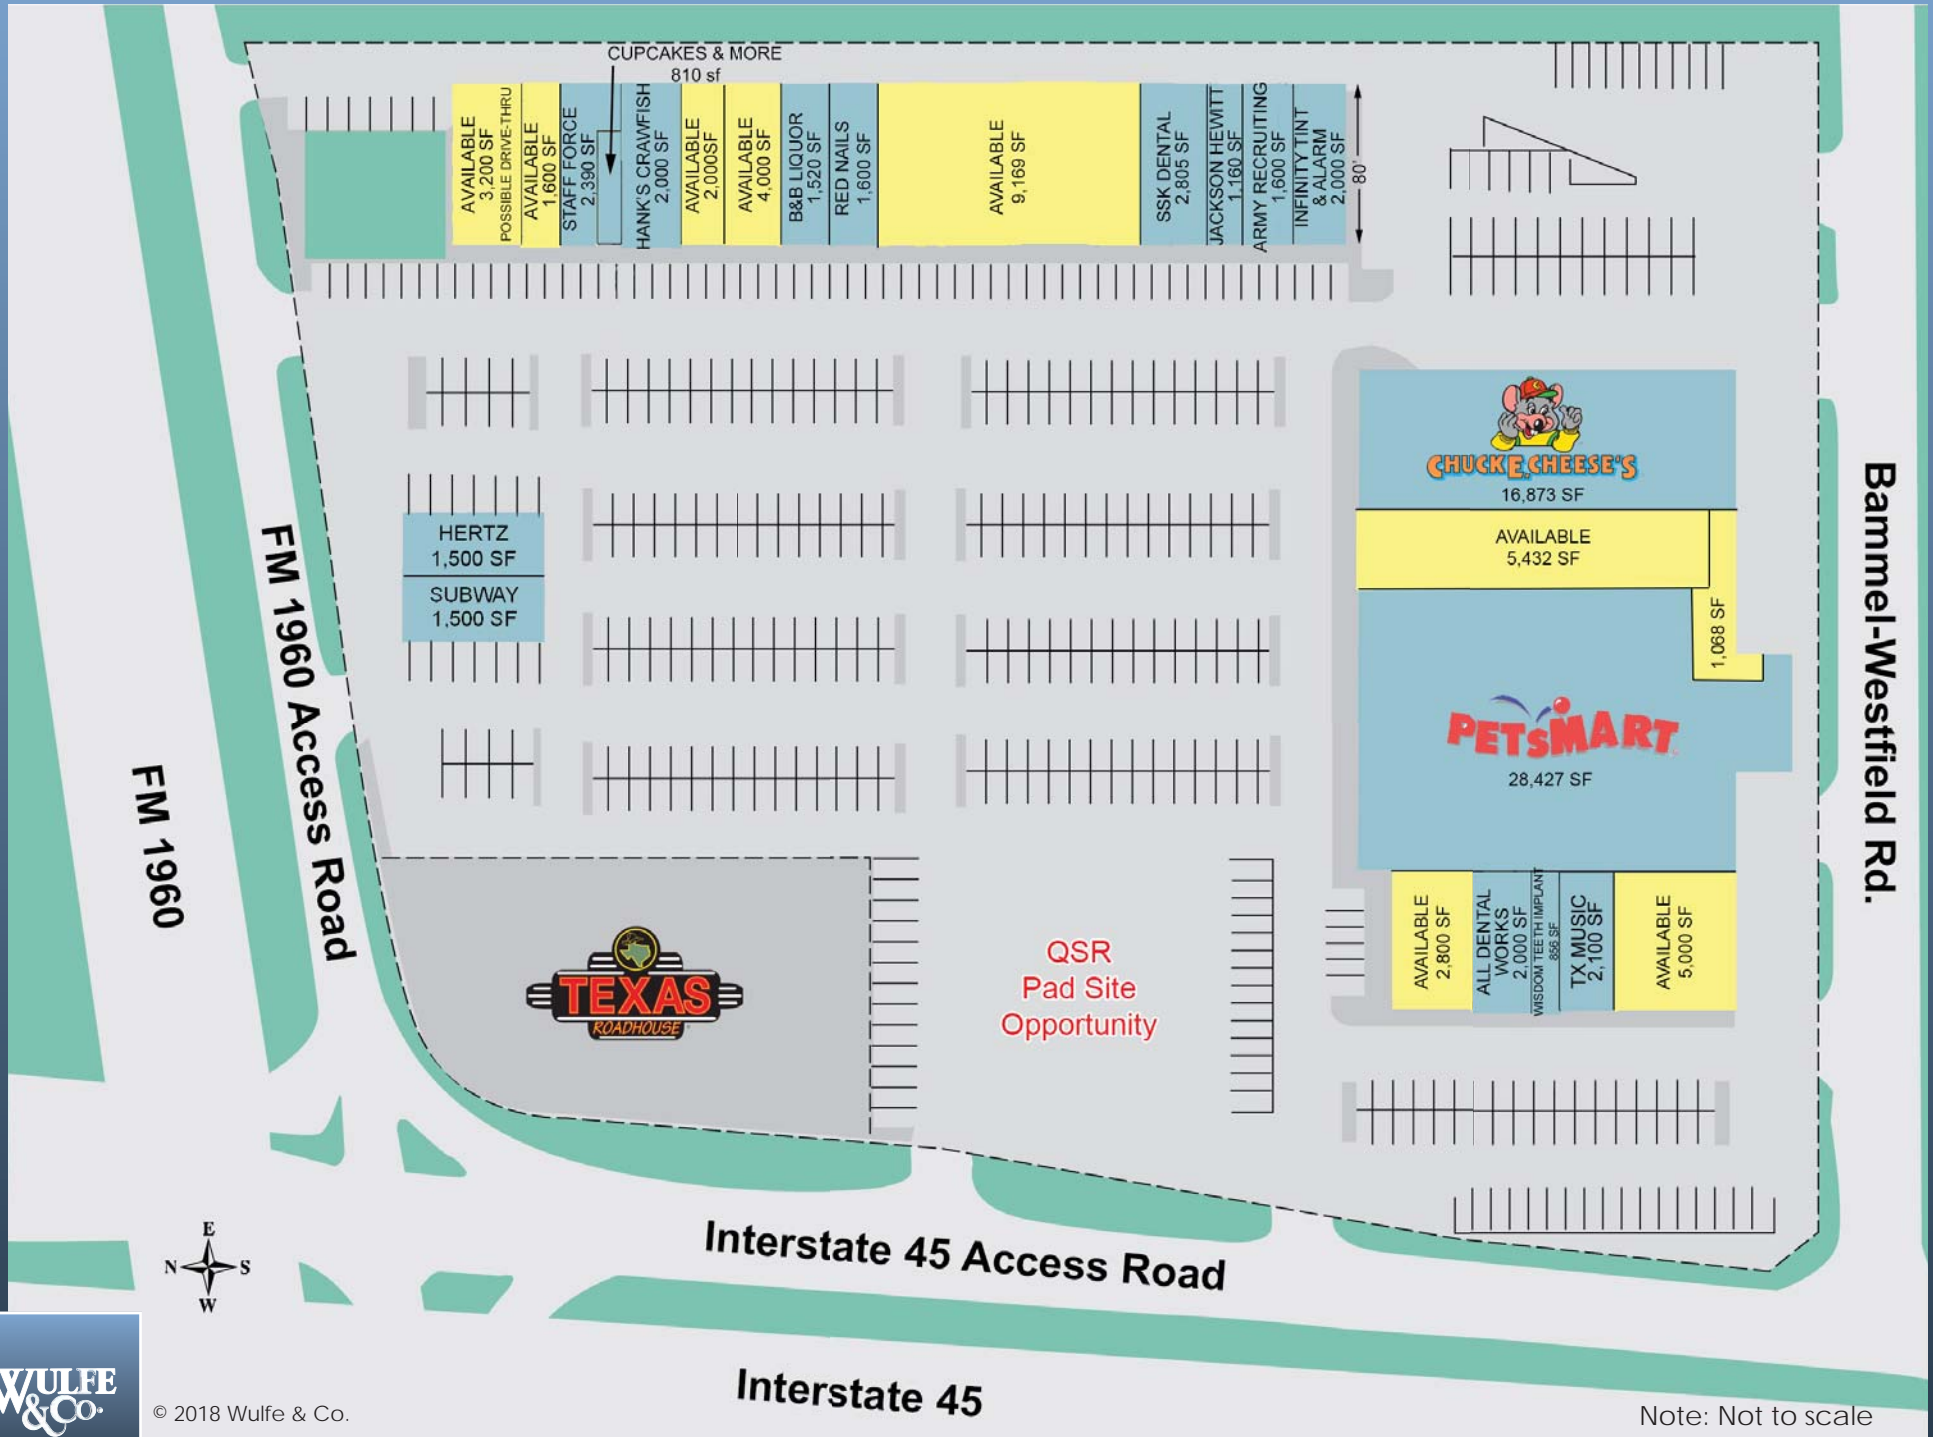 CUPCAKES & MORE
810 sf
AVAILABLE
3,200 SF
POSSIBLE DRIVE-THRU
AVAILABLE
1,600 SF
STAFF FORCE
2,390 SF
HANK'S CRAWFISH
2,000 SF
AVAILABLE
2,000SF
AVAILABLE
4,000 SF
B&B LIQUOR
1,520 SF
RED NAILS
1,600 SF
AVAILABLE
9,169 SF
SSK DENTAL
2,805 SF
JACKSON HEWITT
1,160 SF
ARMY RECRUITING
1,600 SF
INFINITY TINT
& ALARM
2,000 SF
80'
CHUCK E. CHEESE'S
16,873 SF
AVAILABLE
5,432 SF
1,068 SF
PETSMART
28,427 SF
HERTZ
1,500 SF
SUBWAY
1,500 SF
AVAILABLE
2,800 SF
ALL DENTAL
WORKS
2,000 SF
WISDOM TEETH IMPLANT
856 SF
TX MUSIC
2,100 SF
AVAILABLE
5,000 SF
TEXAS
ROADHOUSE
QSR
Pad Site
Opportunity
FM 1960
FM 1960 Access Road
Bammel-Westfield Rd.
Interstate 45 Access Road
Interstate 45
E
N S
W
WULFE
& CO.
© 2018 Wulfe & Co.
Note: Not to scale